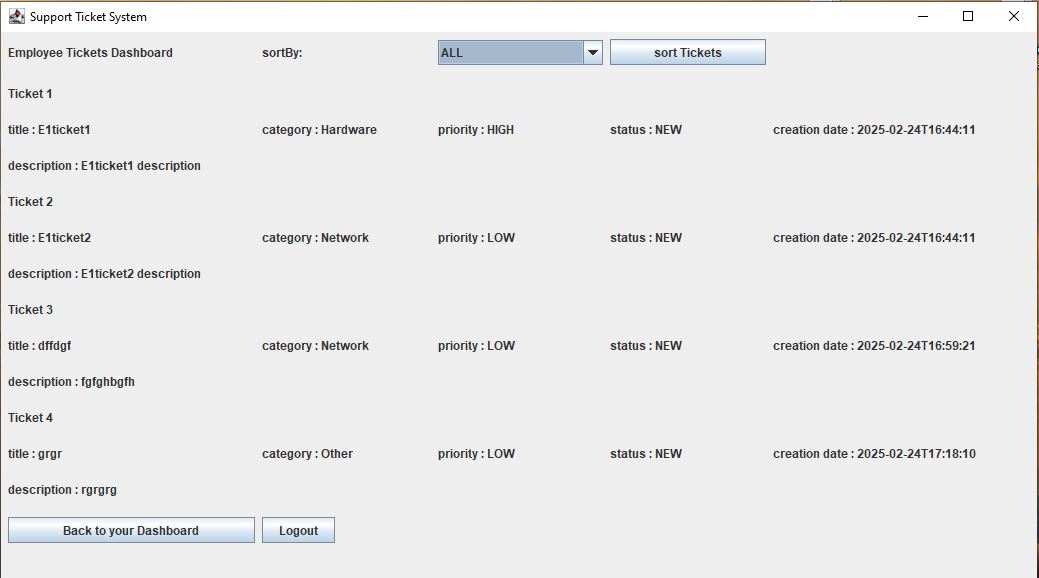 Support Ticket System
Employee Tickets Dashboard sortBy: ALL sort Tickets
Ticket 1
title : E1ticket1 category : Hardware priority : HIGH status : NEW creation date : 2025-02-24T16:44:11
description : E1ticket1 description
Ticket 2
title : E1ticket2 category : Network priority : LOW status : NEW creation date : 2025-02-24T16:44:11
description : E1ticket2 description
Ticket 3
title : dffdgf category : Network priority : LOW status : NEW creation date : 2025-02-24T16:59:21
description : fgfghbgfh
Ticket 4
title : grgr category : Other priority : LOW status : NEW creation date : 2025-02-24T17:18:10
description : rgrgrg
Back to your Dashboard Logout